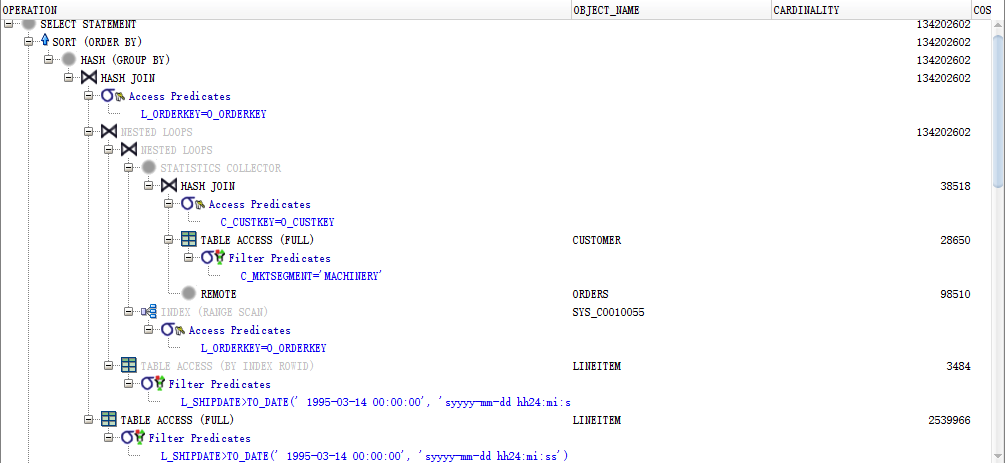 OPERATION OBJECT_NAME CARDINALITY COS
SELECT STATEMENT 134202602
SORT (ORDER BY) 134202602
HASH (GROUP BY) 134202602
HASH JOIN 134202602
Access Predicates
L_ORDERKEY=O_ORDERKEY
NESTED LOOPS 134202602
NESTED LOOPS
STATISTICS COLLECTOR
HASH JOIN 38518
Access Predicates
C_CUSTKEY=O_CUSTKEY
TABLE ACCESS (FULL) CUSTOMER 28650
Filter Predicates
C_MKTSEGMENT='MACHINERY'
REMOTE ORDERS 98510
INDEX (RANGE SCAN) SYS_C0010055
Access Predicates
L_ORDERKEY=O_ORDERKEY
TABLE ACCESS (BY INDEX ROWID) LINEITEM 3484
Filter Predicates
L_SHIPDATE>TO_DATE(' 1995-03-14 00:00:00', 'syyyy-mm-dd hh24:mi:s
TABLE ACCESS (FULL) LINEITEM 2539966
Filter Predicates
L_SHIPDATE>TO_DATE(' 1995-03-14 00:00:00', 'syyyy-mm-dd hh24:mi:ss')